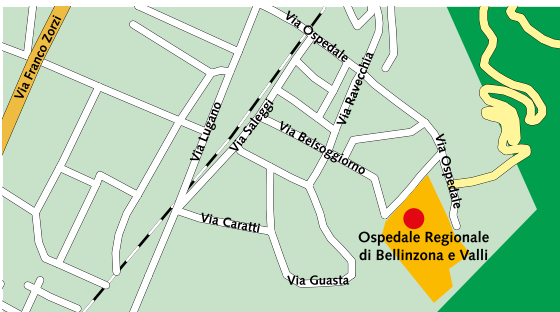 Via Ospedale
Via Franco Zorzi
Via Ravecchia
Via Lugano
Via Saleggi
Via Belsoggiorno
Via Ospedale
Via Caratti
Ospedale Regionale
di Bellinzona e Valli
Via Guasta